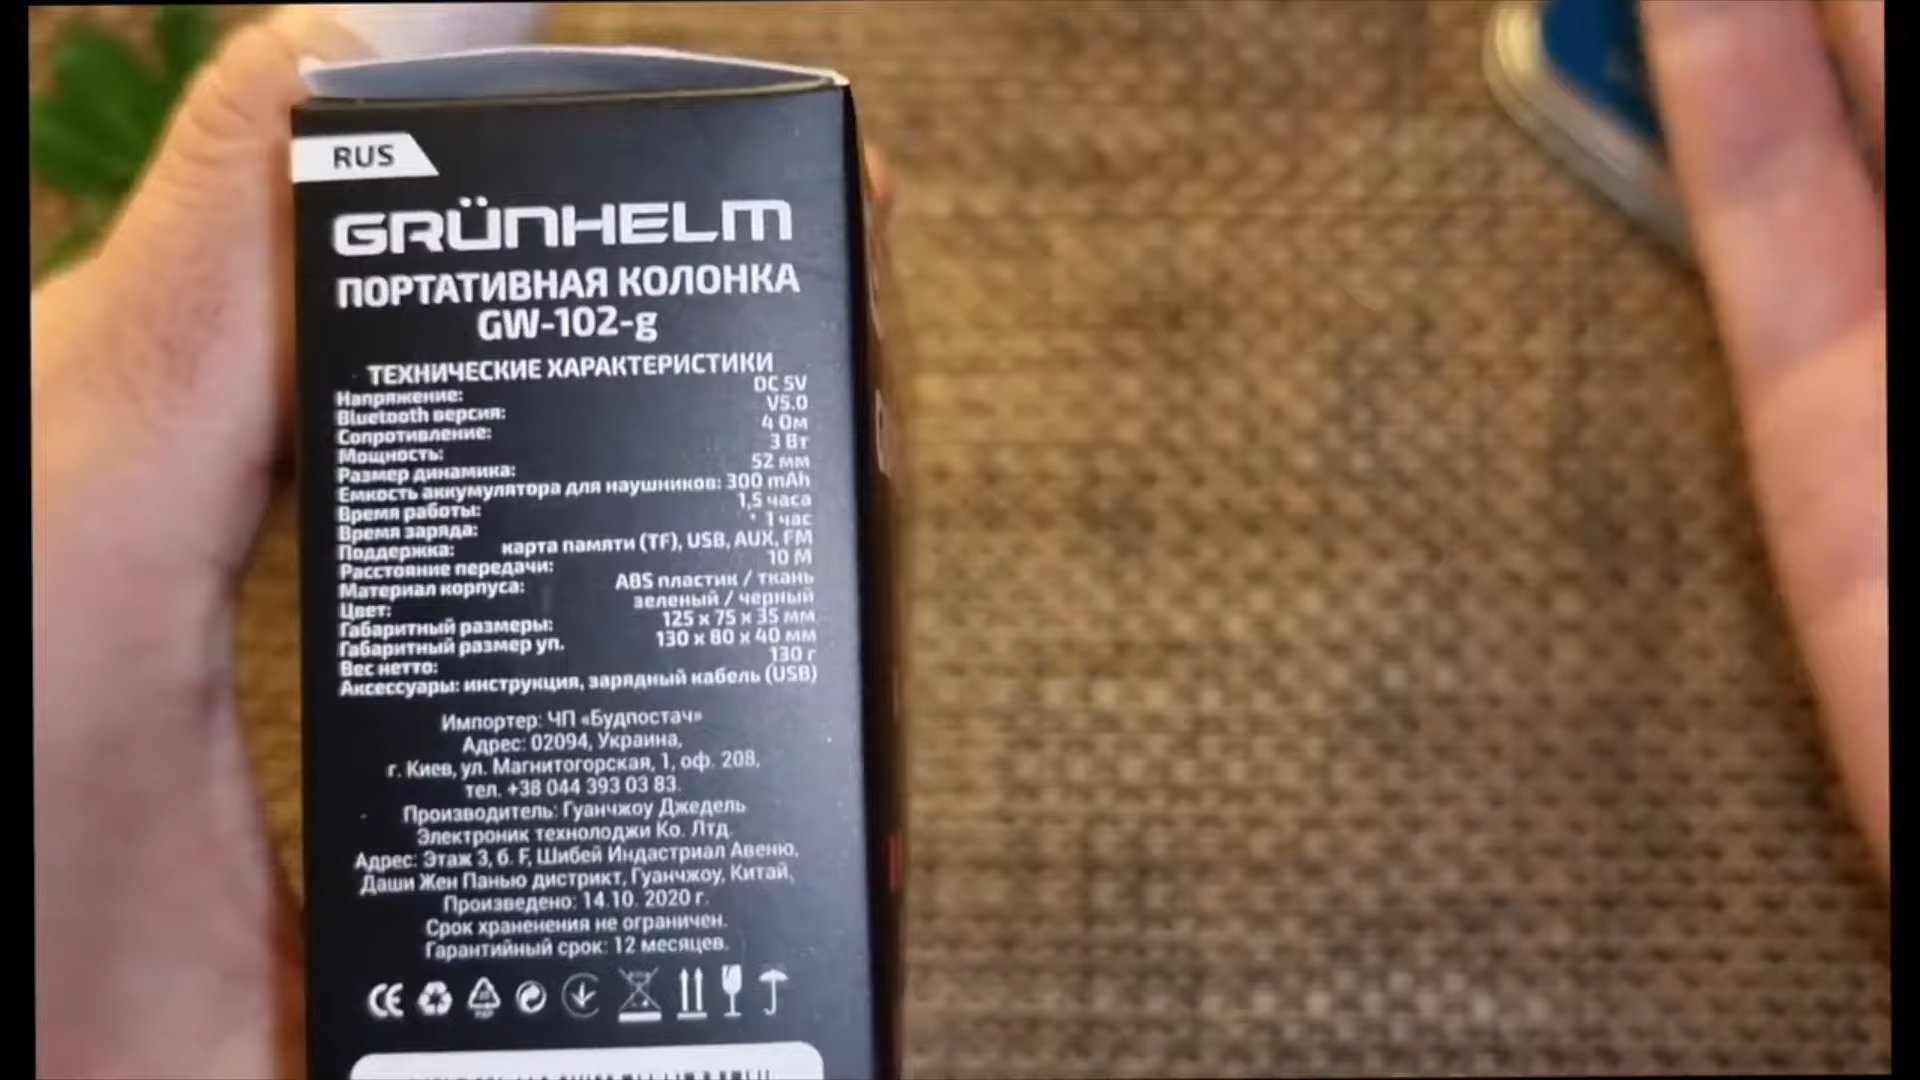 RUS
GRÜNHELM
ПОРТАТИВНАЯ КОЛОНКА
GW-102-g
ТЕХНИЧЕСКИЕ ХАРАКТЕРИСТИКИ
Напряжение: DC 5V
Bluetooth версия: V5.0
Сопротивление: 4 Ом
Мощность: 3 Вт
Размер динамика: 52 мм
Емкость аккумулятора для наушников: 300 mAh
Время работы: 1,5 часа
Время заряда: 1 час
Поддержка: карта памяти (TF), USB, AUX, FM
Расстояние передачи: 10 М
Материал корпуса: ABS пластик / ткань
Цвет: зеленый / черный
Габаритный размеры: 125 x 75 x 35 мм
Габаритный размер уп. 130 x 80 x 40 мм
Вес нетто: 130 г
Аксессуары: инструкция, зарядный кабель (USB)
Импортер: ЧП «Будпостач»
Адрес: 02094, Украина,
г. Киев, ул. Магнитогорская, 1, оф. 208,
тел. +38 044 393 03 83.
Производитель: Гуанчжоу Джедель
Электроник технолоджи Ко. Лтд
Адрес: Этаж 3, б. F, Шибей Индастриал Авеню,
Даши Жен Панью дистрикт, Гуанчжоу, Китай,
Произведено: 14.10. 2020 г.
Срок храненения не ограничен.
Гарантийный срок: 12 месяцев.
CE